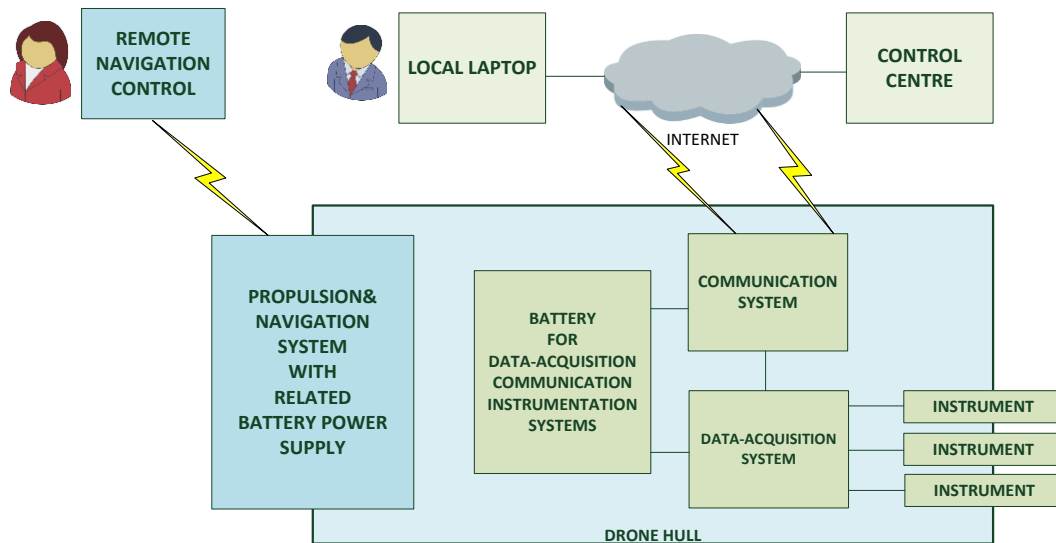 REMOTE
NAVIGATION
CONTROL
LOCAL LAPTOP
INTERNET
CONTROL
CENTRE
PROPULSION&
NAVIGATION
SYSTEM
WITH
RELATED
BATTERY POWER
SUPPLY
BATTERY
FOR
DATA-ACQUISITION
COMMUNICATION
INSTRUMENTATION
SYSTEMS
COMMUNICATION
SYSTEM
DATA-ACQUISITION
SYSTEM
INSTRUMENT
INSTRUMENT
INSTRUMENT
DRONE HULL